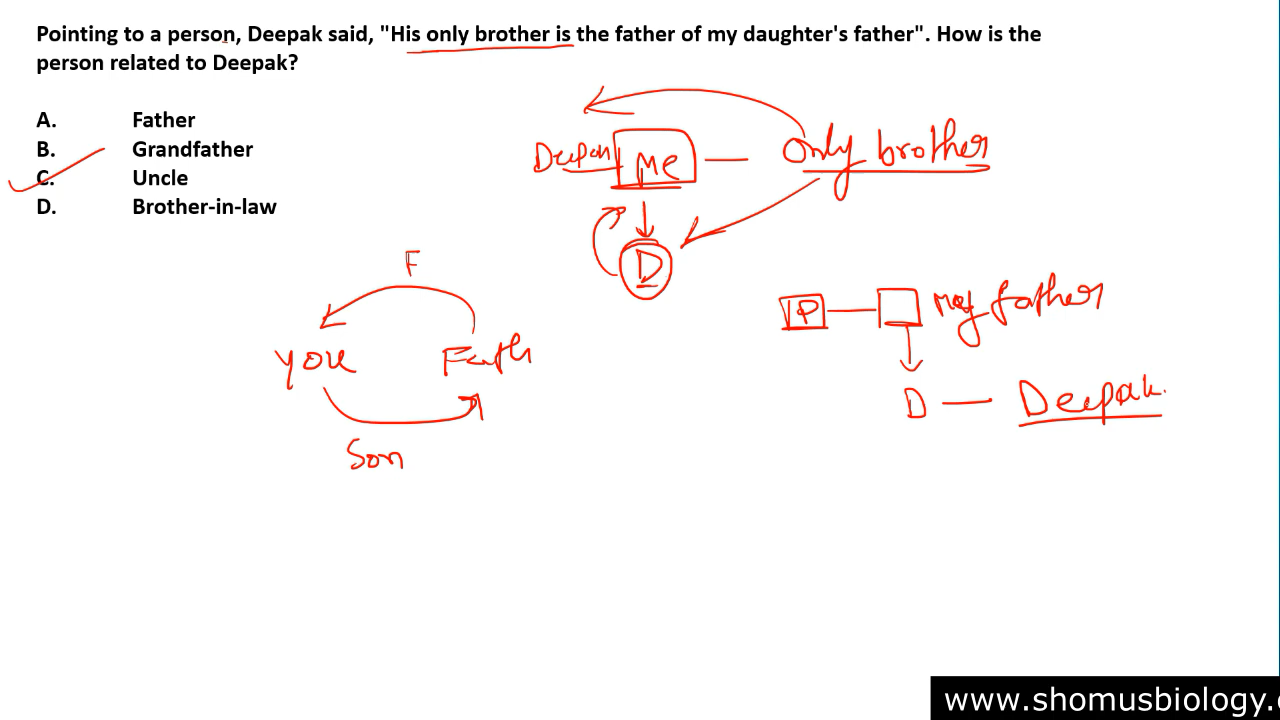 Pointing to a person, Deepak said, "His only brother is the father of my daughter's father". How is the
person related to Deepak?
A. Father
B. Grandfather
C. Uncle
D. Brother-in-law
Me
Only brother
D
F
You
Son
P
My father
D — Deepak
www.shomusbiology.c